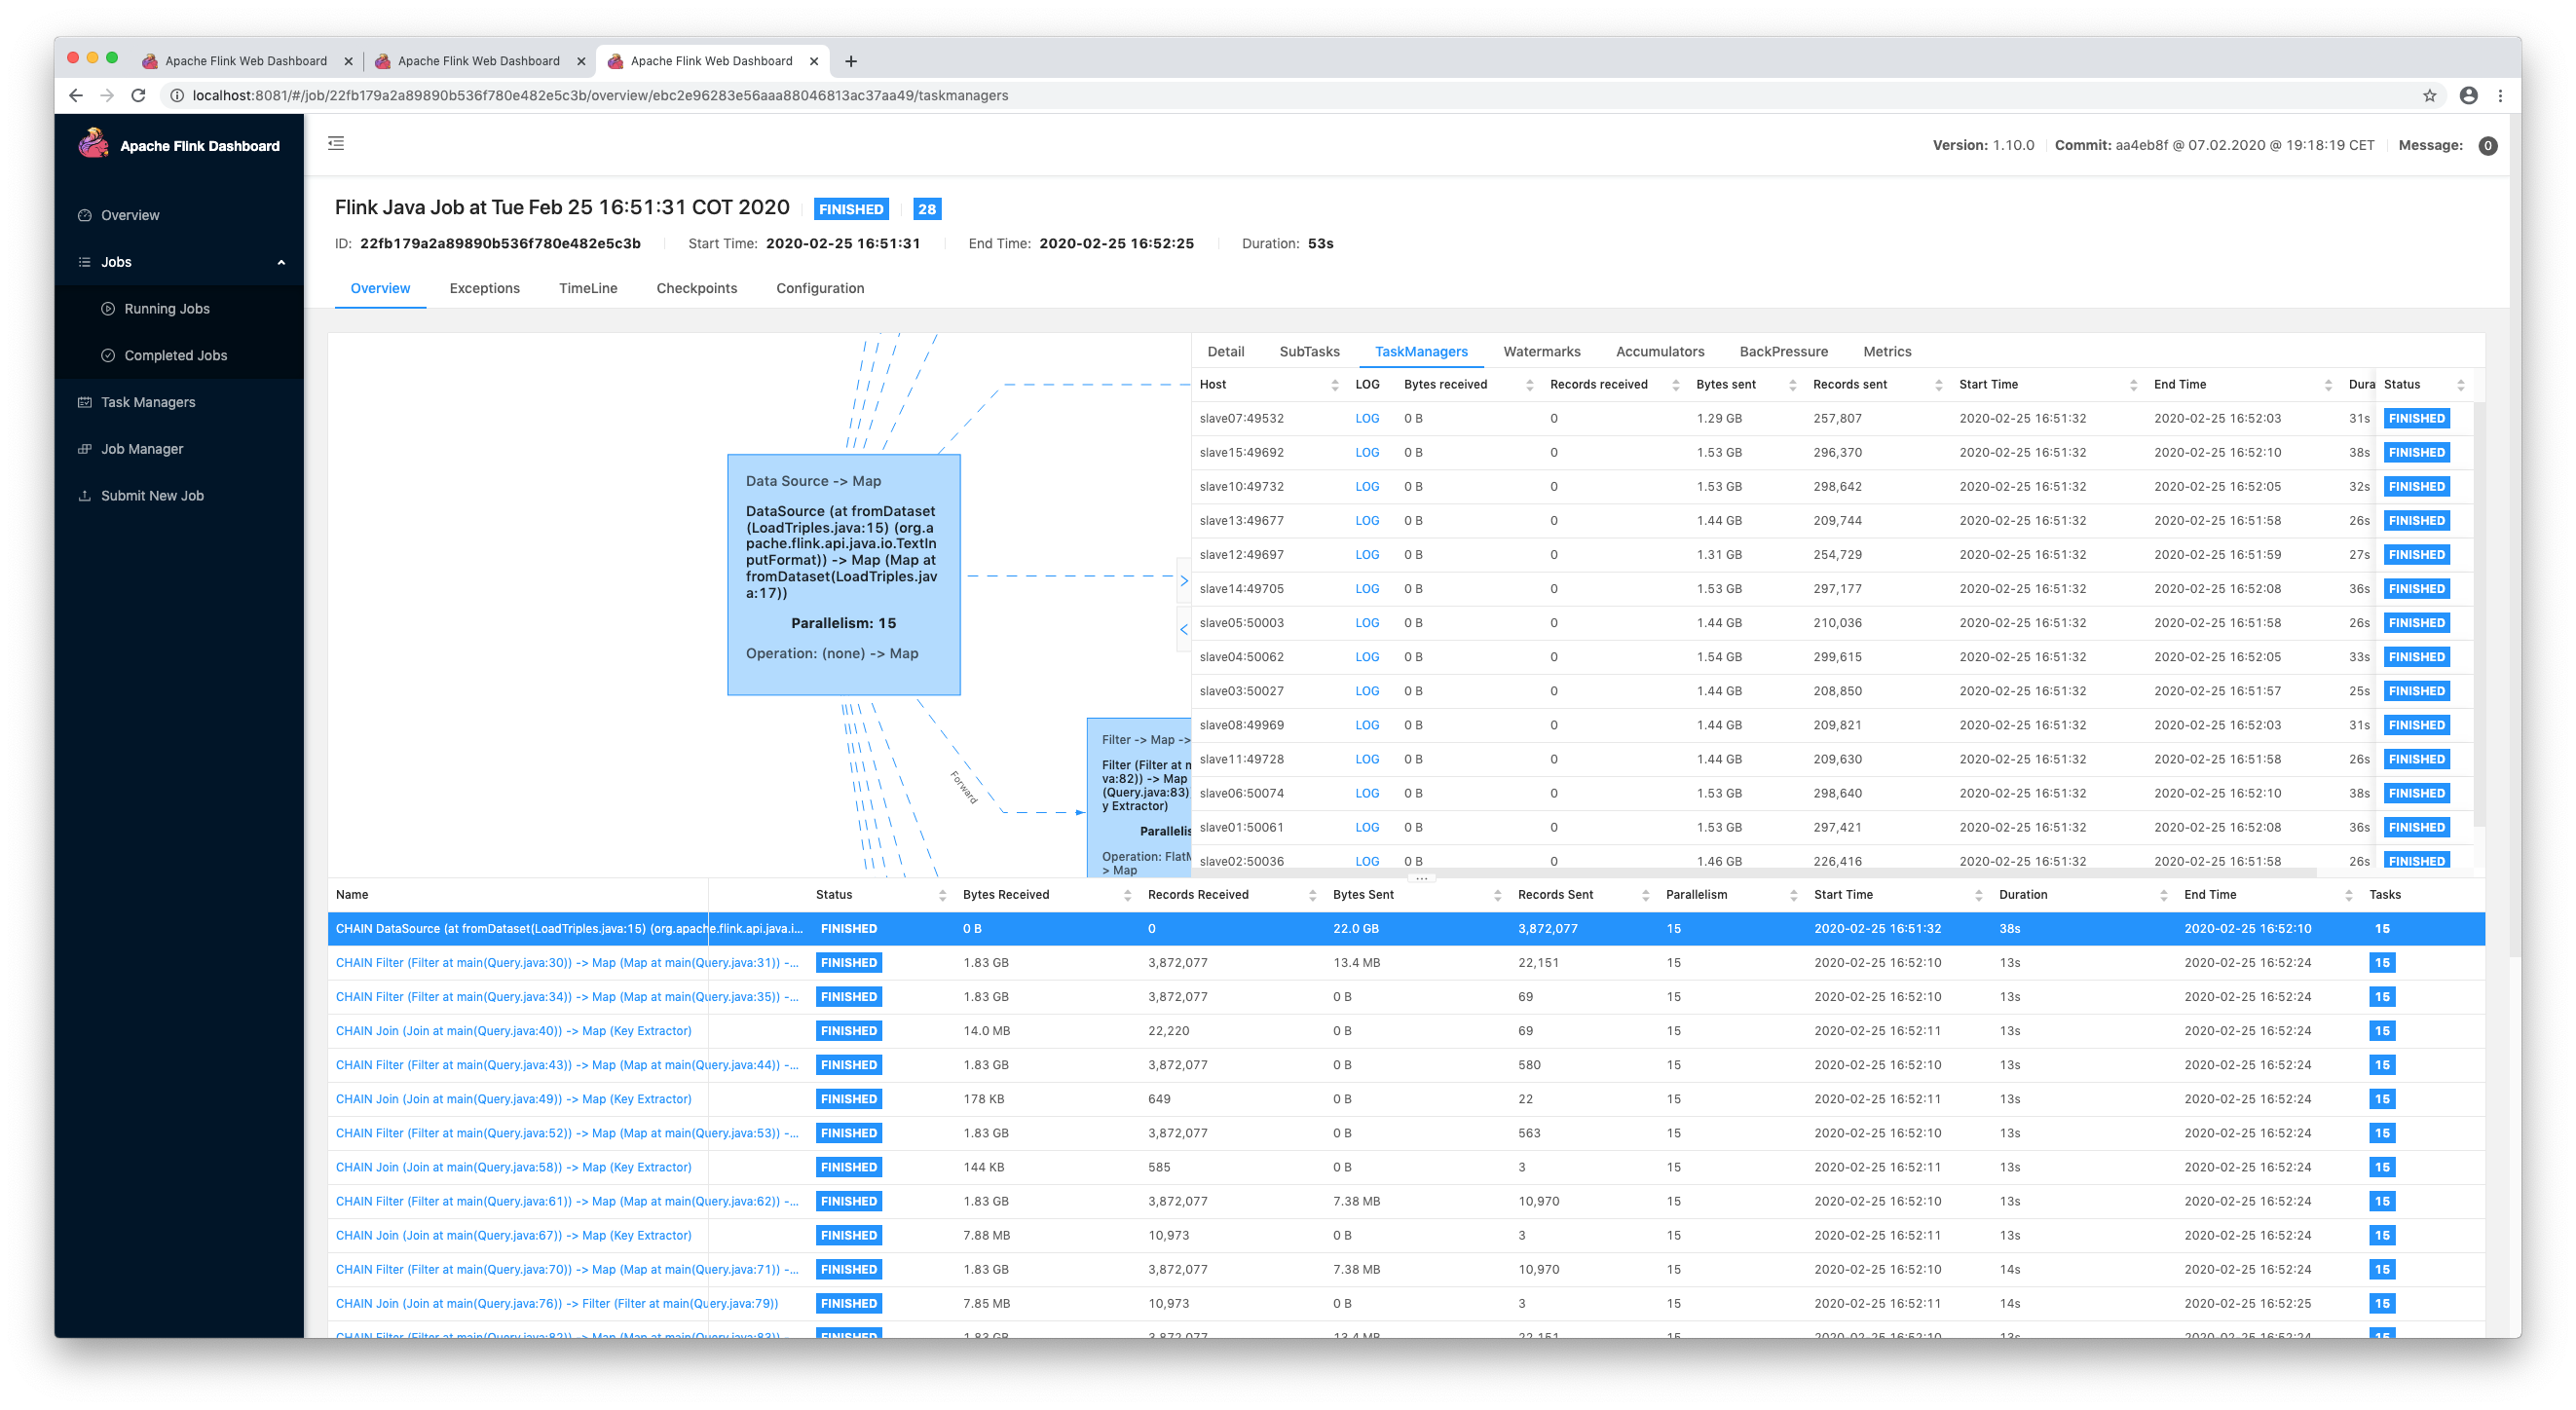 Apache Flink Web Dashboard
Apache Flink Web Dashboard
Apache Flink Web Dashboard
localhost:8081/#/job/22fb179a2a89890b536f780e482e5c3b/overview/ebc2e96283e56aaa88046813ac37aa49/taskmanagers
Apache Flink Dashboard
Version: 1.10.0 Commit: aa4eb8f @ 07.02.2020 @ 19:18:19 CET Message: 0
Overview
Jobs
Running Jobs
Completed Jobs
Task Managers
Job Manager
Submit New Job
Flink Java Job at Tue Feb 25 16:51:31 COT 2020 FINISHED 28
ID: 22fb179a2a89890b536f780e482e5c3b Start Time: 2020-02-25 16:51:31 End Time: 2020-02-25 16:52:25 Duration: 53s
Overview Exceptions TimeLine Checkpoints Configuration
Data Source -> Map
DataSource (at fromDataset
(LoadTriples.java:15) (org.a
pache.flink.api.java.io.TextIn
putFormat)) -> Map (Map at
fromDataset(LoadTriples.jav
a:17))
Parallelism: 15
Operation: (none) -> Map
Forward
Filter -> Map ->
Filter (Filter at m
va:82)) -> Map
(Query.java:83)
y Extractor)
Parallelis
Operation: FlatM
> Map
Detail SubTasks TaskManagers Watermarks Accumulators BackPressure Metrics
Host LOG Bytes received Records received Bytes sent Records sent Start Time End Time Dura Status
slave07:49532 LOG 0 B 0 1.29 GB 257,807 2020-02-25 16:51:32 2020-02-25 16:52:03 31s FINISHED
slave15:49692 LOG 0 B 0 1.53 GB 296,370 2020-02-25 16:51:32 2020-02-25 16:52:10 38s FINISHED
slave10:49732 LOG 0 B 0 1.53 GB 298,642 2020-02-25 16:51:32 2020-02-25 16:52:05 32s FINISHED
slave13:49677 LOG 0 B 0 1.44 GB 209,744 2020-02-25 16:51:32 2020-02-25 16:51:58 26s FINISHED
slave12:49697 LOG 0 B 0 1.31 GB 254,729 2020-02-25 16:51:32 2020-02-25 16:51:59 27s FINISHED
slave14:49705 LOG 0 B 0 1.53 GB 297,177 2020-02-25 16:51:32 2020-02-25 16:52:08 36s FINISHED
slave05:50003 LOG 0 B 0 1.44 GB 210,036 2020-02-25 16:51:32 2020-02-25 16:51:58 26s FINISHED
slave04:50062 LOG 0 B 0 1.54 GB 299,615 2020-02-25 16:51:32 2020-02-25 16:52:05 33s FINISHED
slave03:50027 LOG 0 B 0 1.44 GB 208,850 2020-02-25 16:51:32 2020-02-25 16:51:57 25s FINISHED
slave08:49969 LOG 0 B 0 1.44 GB 209,821 2020-02-25 16:51:32 2020-02-25 16:52:03 31s FINISHED
slave11:49728 LOG 0 B 0 1.44 GB 209,630 2020-02-25 16:51:32 2020-02-25 16:51:58 26s FINISHED
slave06:50074 LOG 0 B 0 1.53 GB 298,640 2020-02-25 16:51:32 2020-02-25 16:52:10 38s FINISHED
slave01:50061 LOG 0 B 0 1.53 GB 297,421 2020-02-25 16:51:32 2020-02-25 16:52:08 36s FINISHED
slave02:50036 LOG 0 B 0 1.46 GB 226,416 2020-02-25 16:51:32 2020-02-25 16:51:58 26s FINISHED
Name Status Bytes Received Records Received Bytes Sent Records Sent Parallelism Start Time Duration End Time Tasks
CHAIN DataSource (at fromDataset(LoadTriples.java:15) (org.apache.flink.api.java.i... FINISHED 0 B 0 22.0 GB 3,872,077 15 2020-02-25 16:51:32 38s 2020-02-25 16:52:10 15
CHAIN Filter (Filter at main(Query.java:30)) -> Map (Map at main(Query.java:31)) -... FINISHED 1.83 GB 3,872,077 13.4 MB 22,151 15 2020-02-25 16:52:10 13s 2020-02-25 16:52:24 15
CHAIN Filter (Filter at main(Query.java:34)) -> Map (Map at main(Query.java:35)) -... FINISHED 1.83 GB 3,872,077 0 B 69 15 2020-02-25 16:52:10 13s 2020-02-25 16:52:24 15
CHAIN Join (Join at main(Query.java:40)) -> Map (Key Extractor) FINISHED 14.0 MB 22,220 0 B 69 15 2020-02-25 16:52:11 13s 2020-02-25 16:52:24 15
CHAIN Filter (Filter at main(Query.java:43)) -> Map (Map at main(Query.java:44)) -... FINISHED 1.83 GB 3,872,077 0 B 580 15 2020-02-25 16:52:10 13s 2020-02-25 16:52:24 15
CHAIN Join (Join at main(Query.java:49)) -> Map (Key Extractor) FINISHED 178 KB 649 0 B 22 15 2020-02-25 16:52:11 13s 2020-02-25 16:52:24 15
CHAIN Filter (Filter at main(Query.java:52)) -> Map (Map at main(Query.java:53)) -... FINISHED 1.83 GB 3,872,077 0 B 563 15 2020-02-25 16:52:10 13s 2020-02-25 16:52:24 15
CHAIN Join (Join at main(Query.java:58)) -> Map (Key Extractor) FINISHED 144 KB 585 0 B 3 15 2020-02-25 16:52:11 13s 2020-02-25 16:52:24 15
CHAIN Filter (Filter at main(Query.java:61)) -> Map (Map at main(Query.java:62)) -... FINISHED 1.83 GB 3,872,077 7.38 MB 10,970 15 2020-02-25 16:52:10 13s 2020-02-25 16:52:24 15
CHAIN Join (Join at main(Query.java:67)) -> Map (Key Extractor) FINISHED 7.88 MB 10,973 0 B 3 15 2020-02-25 16:52:11 13s 2020-02-25 16:52:24 15
CHAIN Filter (Filter at main(Query.java:70)) -> Map (Map at main(Query.java:71)) -... FINISHED 1.83 GB 3,872,077 7.38 MB 10,970 15 2020-02-25 16:52:10 14s 2020-02-25 16:52:24 15
CHAIN Join (Join at main(Query.java:76)) -> Filter (Filter at main(Query.java:79)) FINISHED 7.85 MB 10,973 0 B 3 15 2020-02-25 16:52:11 14s 2020-02-25 16:52:25 15
CHAIN Filter (Filter at main(Query.java:82)) -> Map (Map at main(Query.java:83)) -... FINISHED 1.83 GB 3,872,077 13.4 MB 22,151 15 2020-02-25 16:52:10 13s 2020-02-25 16:52:24 15